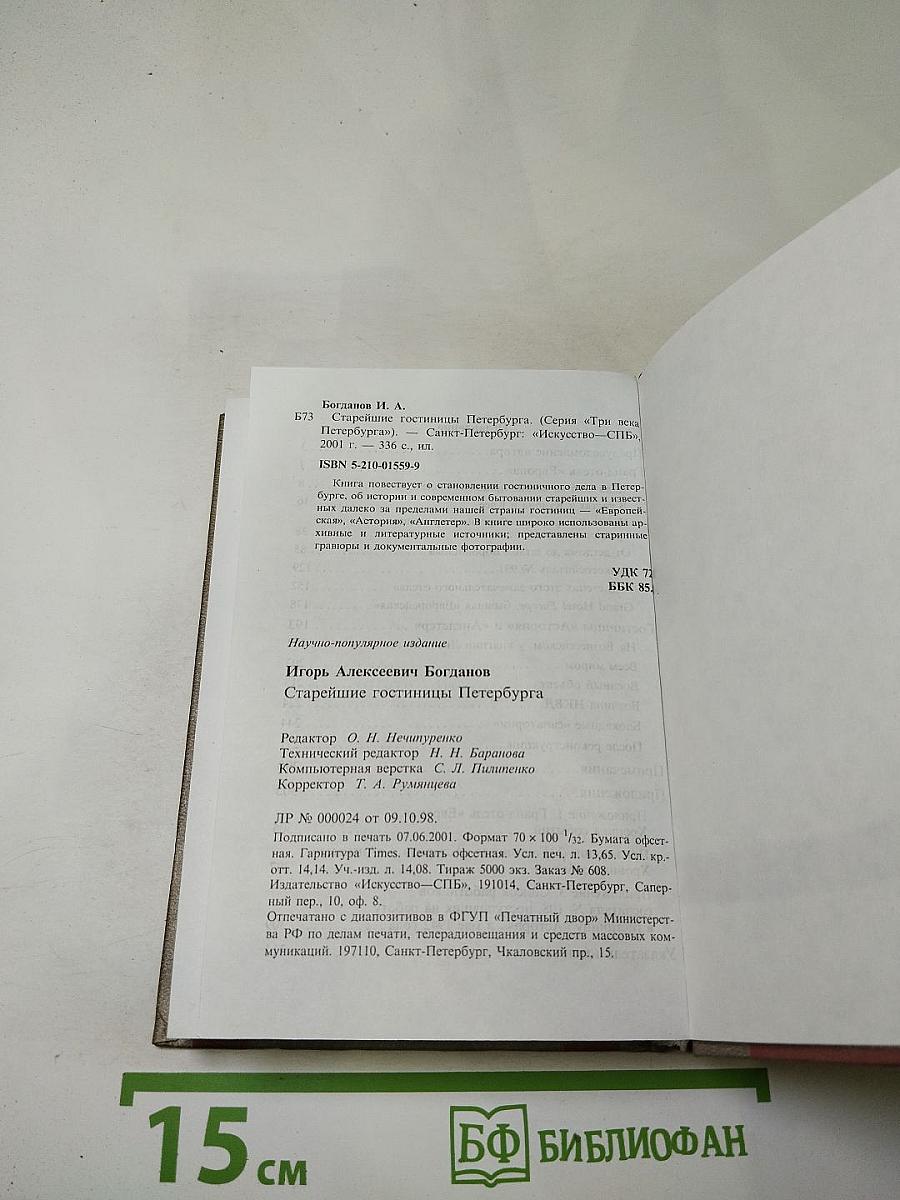 Богданов И. А.
Б73 Старейшие гостиницы Петербурга. (Серия «Три века
Петербурга»). — Санкт-Петербург: «Искусство—СПБ»,
2001 г. — 336 с., ил.
ISBN 5-210-01559-9
Книга повествует о становлении гостиничного дела в Петер-
бурге, об истории и современном бытовании старейших и извест-
ных далеко за пределами нашей страны гостиниц — «Европей-
ская», «Астория», «Англетер». В книге широко использованы ар-
хивные и литературные источники; представлены старинные
гравюры и документальные фотографии.
УДК 72
ББК 85.
Научно-популярное издание
Игорь Алексеевич Богданов
Старейшие гостиницы Петербурга
Редактор О. Н. Нечипуренко
Технический редактор Н. Н. Баранова
Компьютерная верстка С. Л. Пилипенко
Корректор Т. А. Румянцева
ЛР № 000024 от 09.10.98.
Подписано в печать 07.06.2001. Формат 70 × 100 1/32. Бумага офсет-
ная. Гарнитура Times. Печать офсетная. Усл. печ. л. 13,65. Усл. кр.-
отт. 14,14. Уч.-изд. л. 14,08. Тираж 5000 экз. Заказ № 608.
Издательство «Искусство—СПБ», 191014, Санкт-Петербург, Сапер-
ный пер., 10, оф. 8.
Отпечатано с диапозитивов в ФГУП «Печатный двор» Министерст-
ва РФ по делам печати, телерадиовещания и средств массовых ком-
муникаций. 197110, Санкт-Петербург, Чкаловский пр., 15.
15 см
БФ БИБЛИОФАН